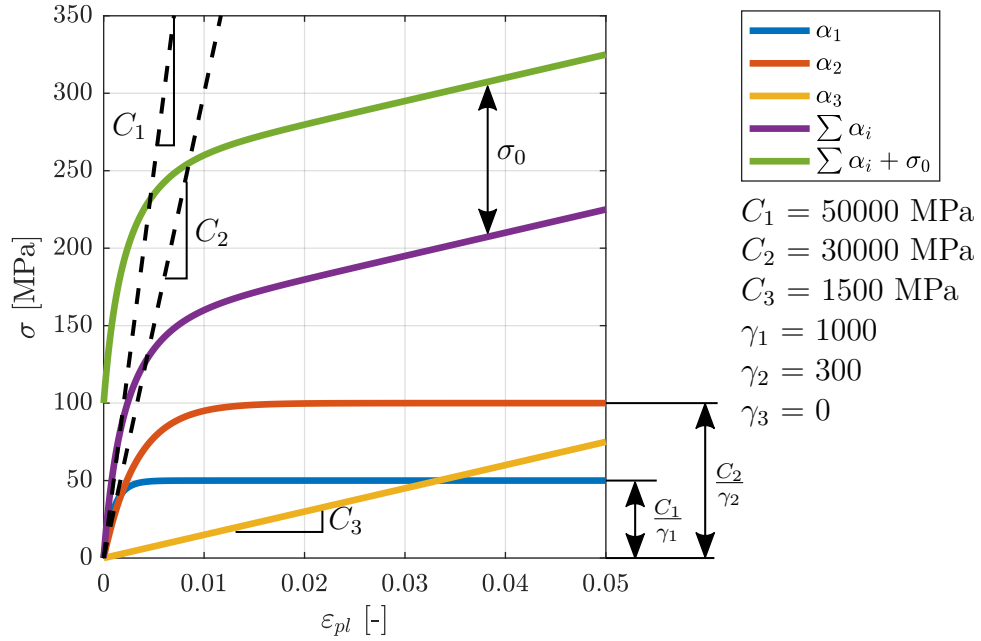 350
300
250
200
150
100
50
0
σ [MPa]
0
0.01
0.02
0.03
0.04
0.05
ε_{pl} [-]
C₁
C₂
C₃
σ₀
C₁/γ₁
C₂/γ₂
α₁
α₂
α₃
∑ αᵢ
∑ αᵢ + σ₀
C₁ = 50000 MPa
C₂ = 30000 MPa
C₃ = 1500 MPa
γ₁ = 1000
γ₂ = 300
γ₃ = 0